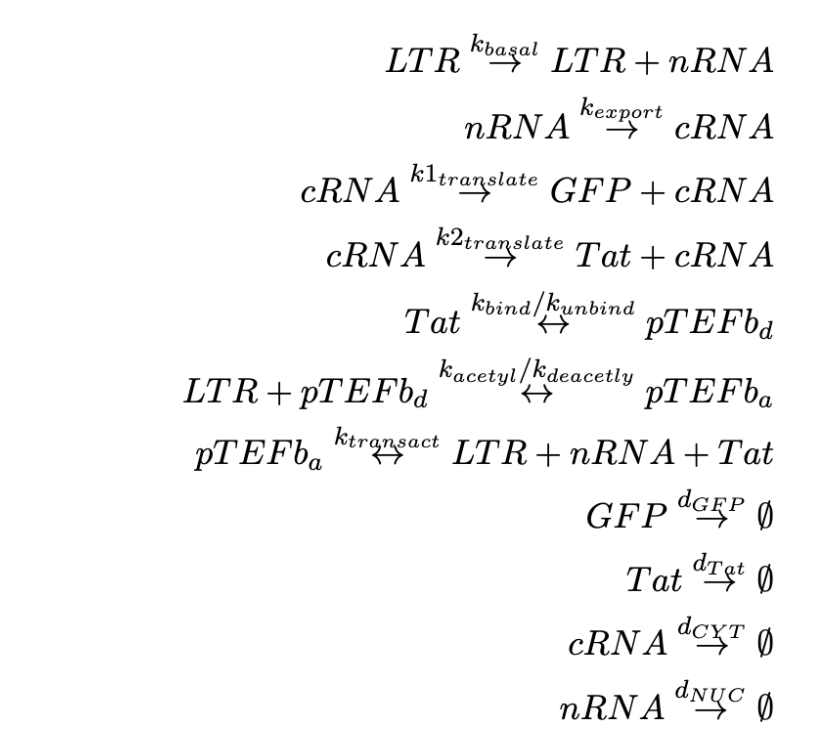 LTR k_basal → LTR + nRNA
nRNA k_export → cRNA
cRNA k1_translate → GFP + cRNA
cRNA k2_translate → Tat + cRNA
Tat k_bind/k_unbind ↔ pTEFb_d
LTR + pTEFb_d k_acetyl/k_deacetly ↔ pTEFb_a
pTEFb_a k_transact ↔ LTR + nRNA + Tat
GFP d_GFP → ∅
Tat d_Tat → ∅
cRNA d_CYT → ∅
nRNA d_NUC → ∅